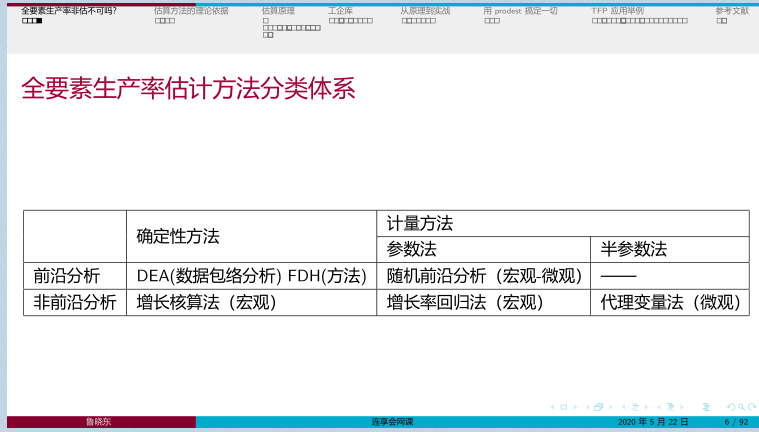 全要素生产率非估不可吗? 估算方法的理论依据 估算原理 工企库 从原理到实战 用 prodest 搞定一切 TFP 应用举例 参考文献
全要素生产率估计方法分类体系
确定性方法 计量方法
参数法 半参数法
前沿分析 DEA(数据包络分析) FDH(方法) 随机前沿分析（宏观-微观） ——
非前沿分析 增长核算法（宏观） 增长率回归法（宏观） 代理变量法（微观）
鲁晓东 连享会网课 2020 年 5 月 22 日 6 / 92